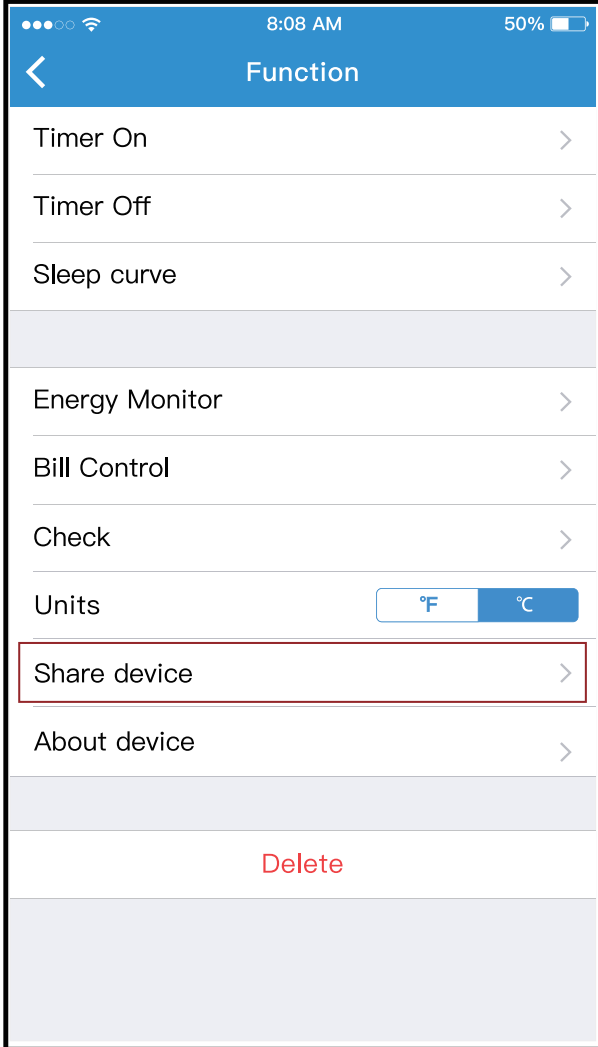 8:08 AM 50%
Function
Timer On
Timer Off
Sleep curve
Energy Monitor
Bill Control
Check
Units °F °C
Share device
About device
Delete